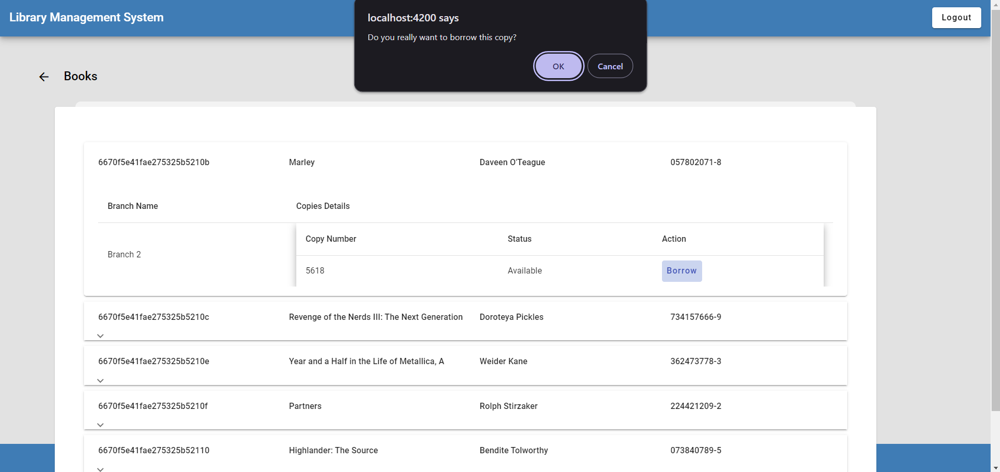 Library Management System
localhost:4200 says
Do you really want to borrow this copy?
OK
Cancel
Logout
Books
6670f5e41fae275325b5210b Marley Daveen O'Teague 057802071-8
Branch Name Copies Details
Copy Number Status Action
Branch 2
5618 Available Borrow
6670f5e41fae275325b5210c Revenge of the Nerds III: The Next Generation Doroteya Pickles 734157666-9
6670f5e41fae275325b5210e Year and a Half in the Life of Metallica, A Weider Kane 362473778-3
6670f5e41fae275325b5210f Partners Rolph Stirzaker 224421209-2
6670f5e41fae275325b52110 Highlander: The Source Bendite Tolworthy 073840789-5